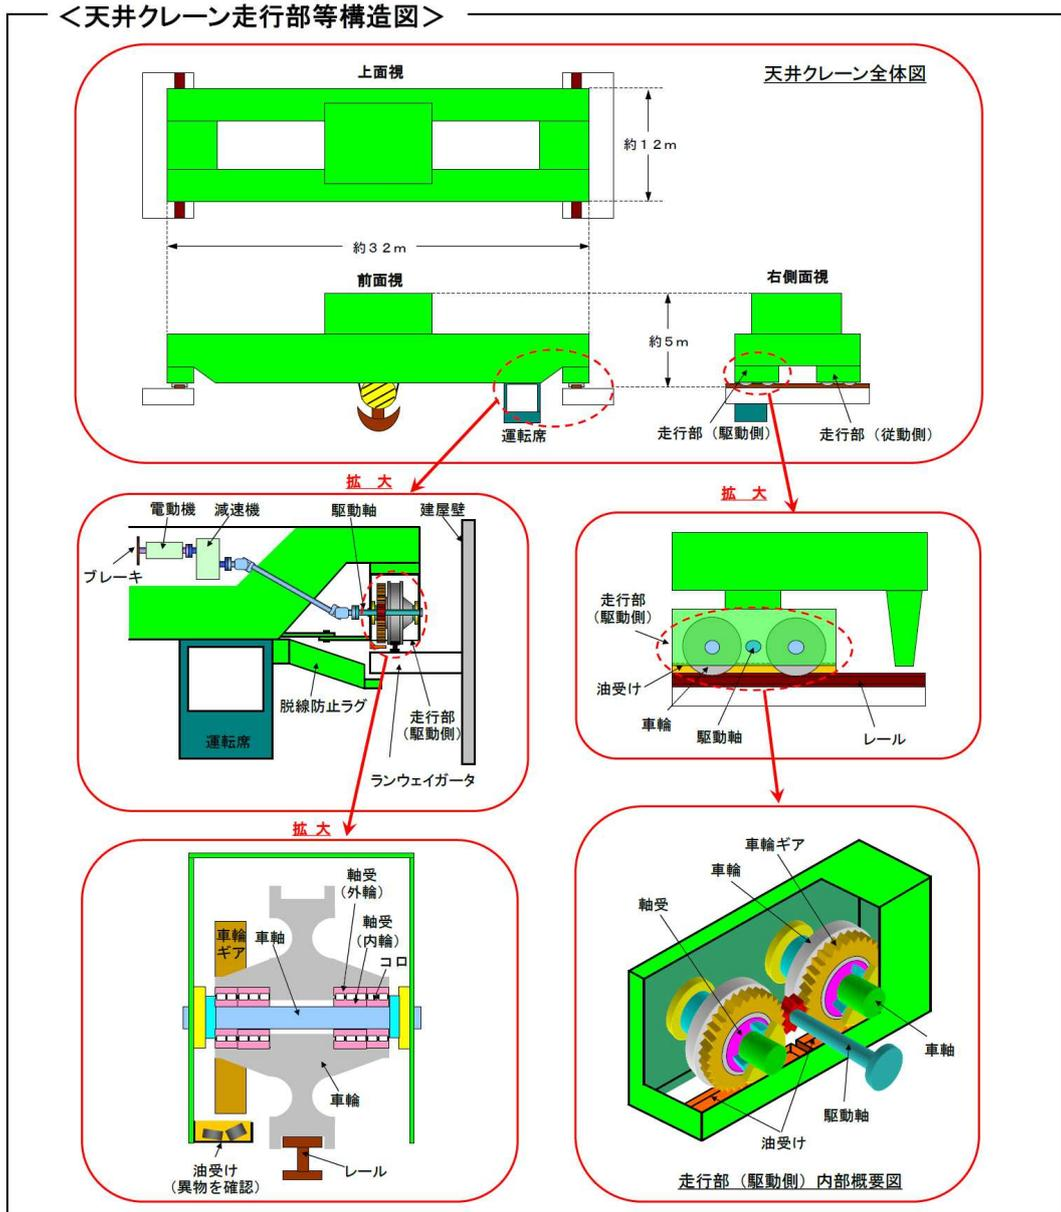 ＜天井クレーン走行部等構造図＞
上面視
天井クレーン全体図
約１２ｍ
約３２ｍ
前面視
右側面視
約５ｍ
運転席
走行部（駆動側）
走行部（従動側）
拡　大
拡　大
電動機
減速機
駆動軸
建屋壁
ブレーキ
脱線防止ラグ
走行部
（駆動側）
運転席
ランウェイガータ
走行部
（駆動側）
油受け
車輪
駆動軸
レール
拡　大
軸受
（外輪）
軸受
（内輪）
コロ
車輪
ギア
車軸
車輪
油受け
（異物を確認）
レール
車輪ギア
車輪
軸受
車軸
駆動軸
油受け
走行部（駆動側）内部概要図